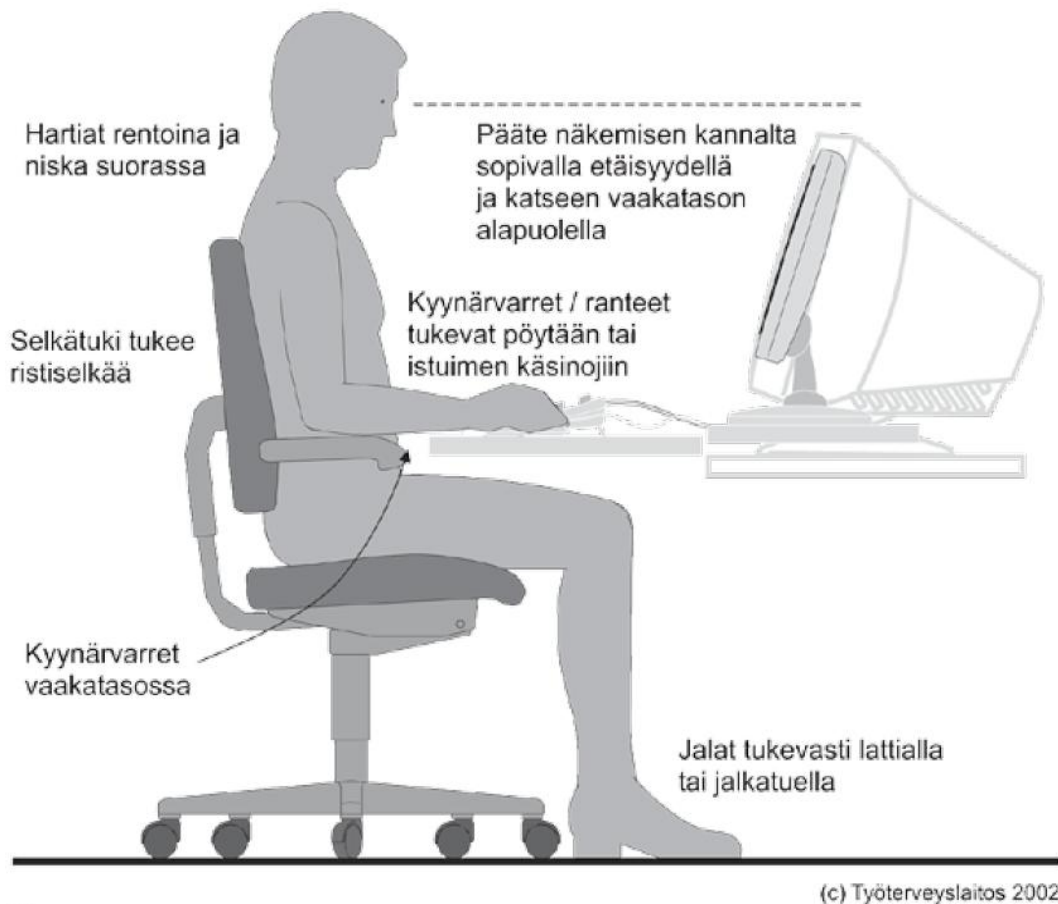 Hartiat rentoina ja
niska suorassa
Pääte näkemisen kannalta
sopivalla etäisyydellä
ja katseen vaakatason
alapuolella
Kyynärvarret / ranteet
tukevat pöytään tai
istuimen käsinojiin
Selkätuki tukee
ristiselkää
Kyynärvarret
vaakatasossa
Jalat tukevasti lattialla
tai jalkatuella
(c) Työterveyslaitos 2002